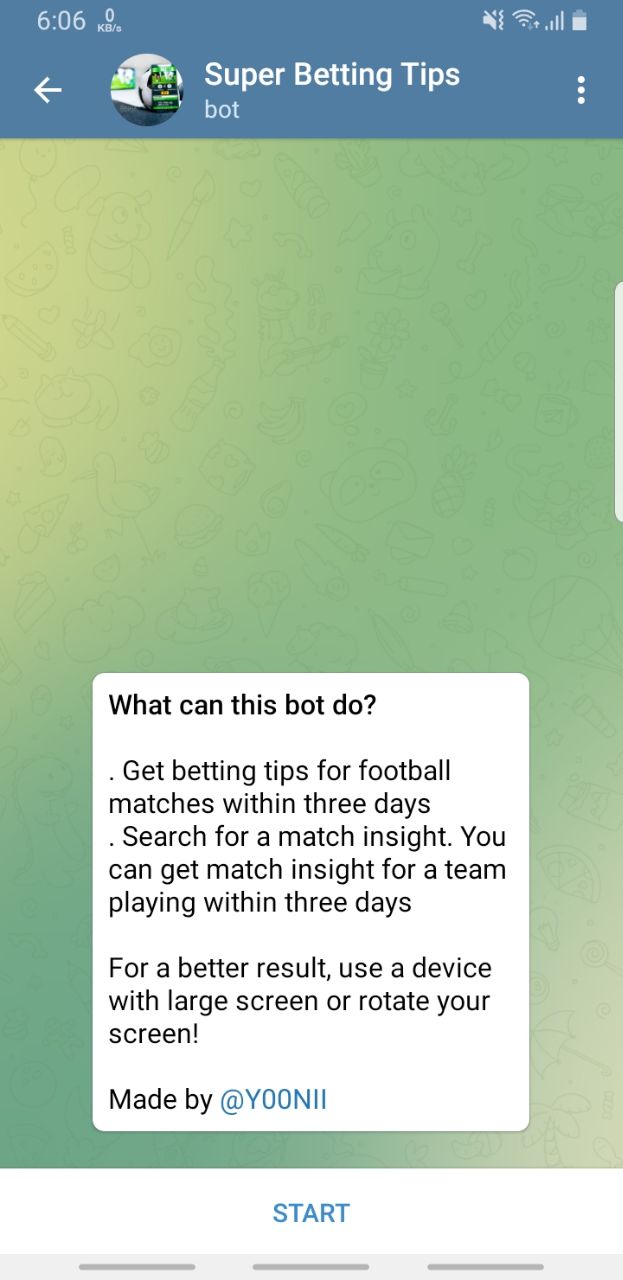 6:06 0 KB/s
Super Betting Tips
bot
What can this bot do?
. Get betting tips for football
matches within three days
. Search for a match insight. You
can get match insight for a team
playing within three days
For a better result, use a device
with large screen or rotate your
screen!
Made by @Y00NII
START